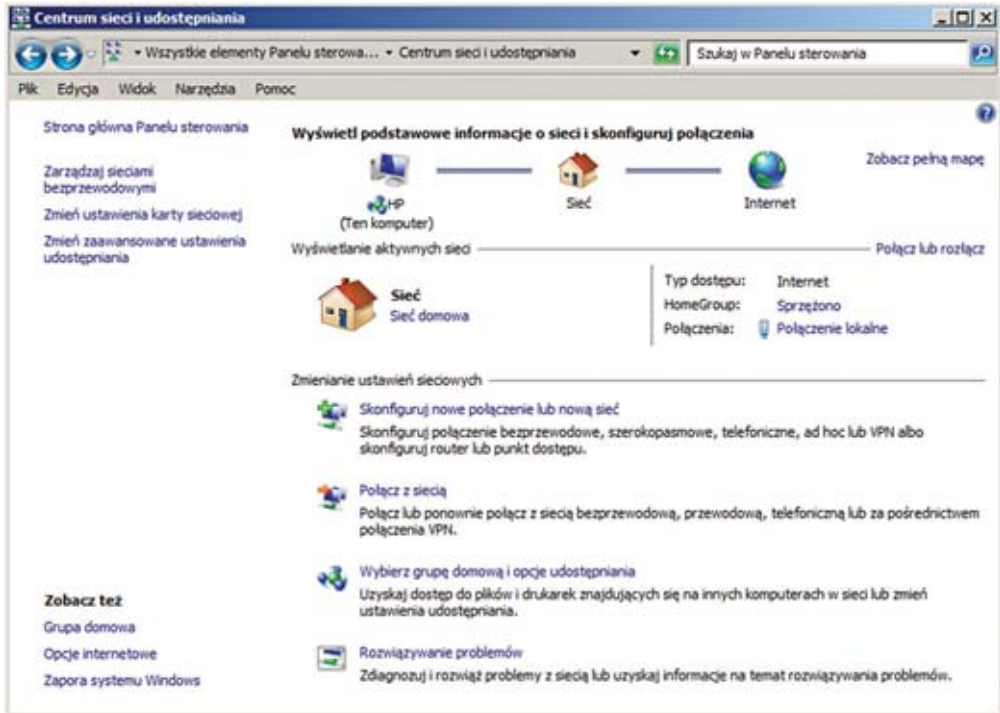 Centrum sieci i udostępniania
Wszystkie elementy Panelu sterowa... Centrum sieci i udostępniania
Szukaj w Panelu sterowania
Plik Edycja Widok Narzędzia Pomoc
Strona główna Panelu sterowania
Zarządzaj sieciami
bezprzewodowymi
Zmień ustawienia karty sieciowej
Zmień zaawansowane ustawienia
udostępniania
Wyświetl podstawowe informacje o sieci i skonfiguruj połączenia
Zobacz pełną mapę
HP
(Ten komputer)
Sieć
Internet
Wyświetlanie aktywnych sieci
Połącz lub rozłącz
Sieć
Sieć domowa
Typ dostępu: Internet
HomeGroup: Sprzężono
Połączenia: Połączenie lokalne
Zmienianie ustawień sieciowych
Skonfiguruj nowe połączenie lub nową sieć
Skonfiguruj połączenie bezprzewodowe, szerokopasmowe, telefoniczne, ad hoc lub VPN albo
skonfiguruj router lub punkt dostępu.
Połącz z siecią
Połącz lub ponownie połącz z siecią bezprzewodową, przewodową, telefoniczną lub za pośrednictwem
połączenia VPN.
Wybierz grupę domową i opcje udostępniania
Uzyskaj dostęp do plików i drukarek znajdujących się na innych komputerach w sieci lub zmień
ustawienia udostępniania.
Rozwiązywanie problemów
Zdiagnozuj i rozwiąż problemy z siecią lub uzyskaj informacje na temat rozwiązywania problemów.
Zobacz też
Grupa domowa
Opcje internetowe
Zapora systemu Windows